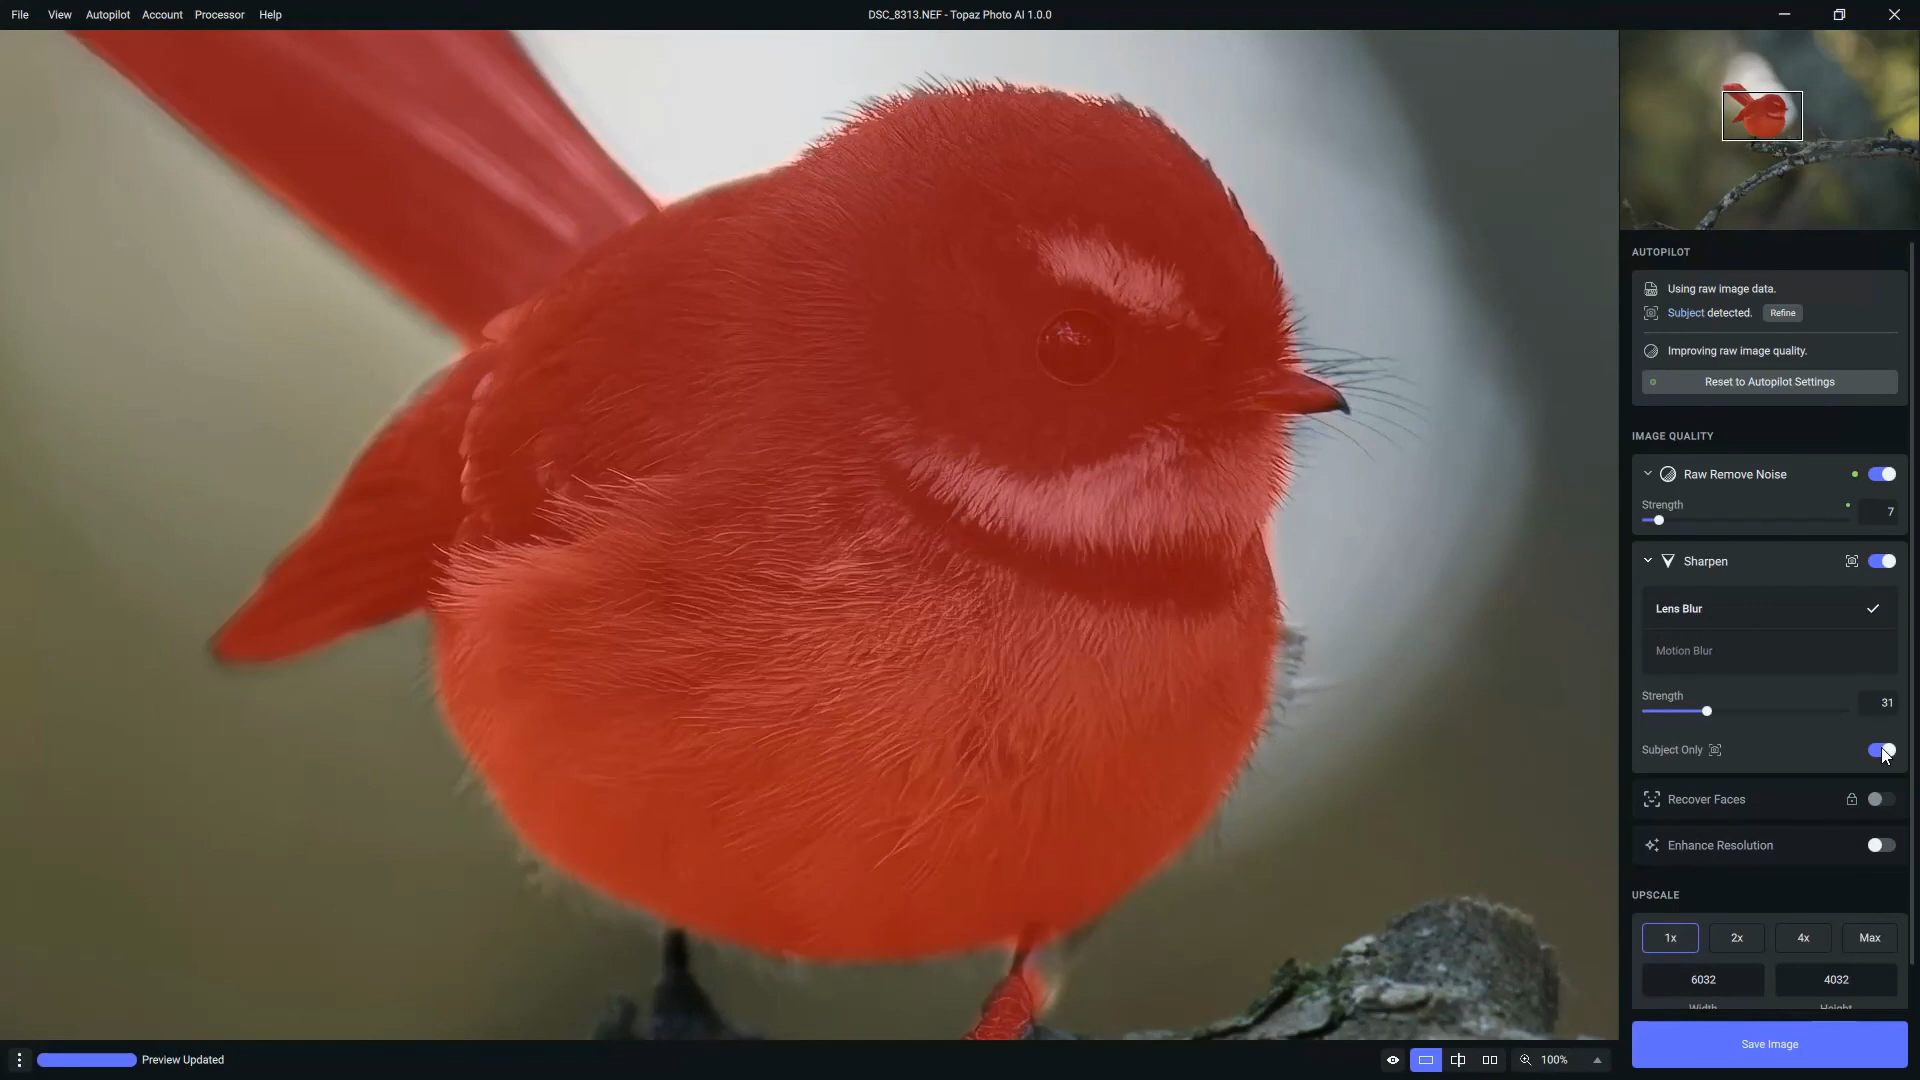 File View Autopilot Account Processor Help
DSC_8313.NEF - Topaz Photo AI 1.0.0
AUTOPILOT
Using raw image data.
Subject detected. Refine
Improving raw image quality.
Reset to Autopilot Settings
IMAGE QUALITY
Raw Remove Noise
Strength
7
Sharpen
Lens Blur
Motion Blur
Strength
31
Subject Only
Recover Faces
Enhance Resolution
UPSCALE
1x 2x 4x Max
6032 4032
Width Height
Save Image
Preview Updated
100%